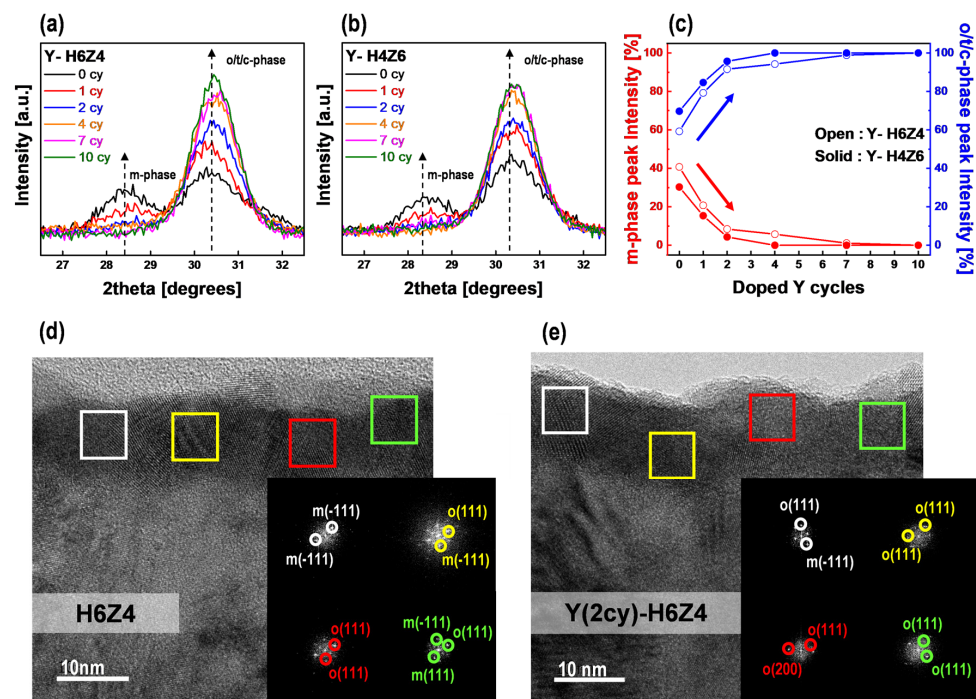 (a)
Y- H6Z4
0 cy
1 cy
2 cy
4 cy
7 cy
10 cy
o/t/c-phase
m-phase
Intensity [a.u.]
27 28 29 30 31 32
2theta [degrees]
(b)
Y- H4Z6
0 cy
1 cy
2 cy
4 cy
7 cy
10 cy
o/t/c-phase
m-phase
Intensity [a.u.]
27 28 29 30 31 32
2theta [degrees]
(c)
m-phase peak Intensity [%]
100
80
60
40
20
0
Open : Y- H6Z4
Solid : Y- H4Z6
100
80
60
40
20
0
o/t/c-phase peak Intensity [%]
0 1 2 3 4 5 6 7 8 9 10
Doped Y cycles
(d)
m(-111)
m(-111)
o(111)
m(-111)
o(111)
o(111)
m(-111)
o(111)
m(111)
H6Z4
10nm
(e)
o(111)
m(-111)
o(111)
o(111)
o(111)
o(200)
o(111)
o(111)
Y(2cy)-H6Z4
10 nm